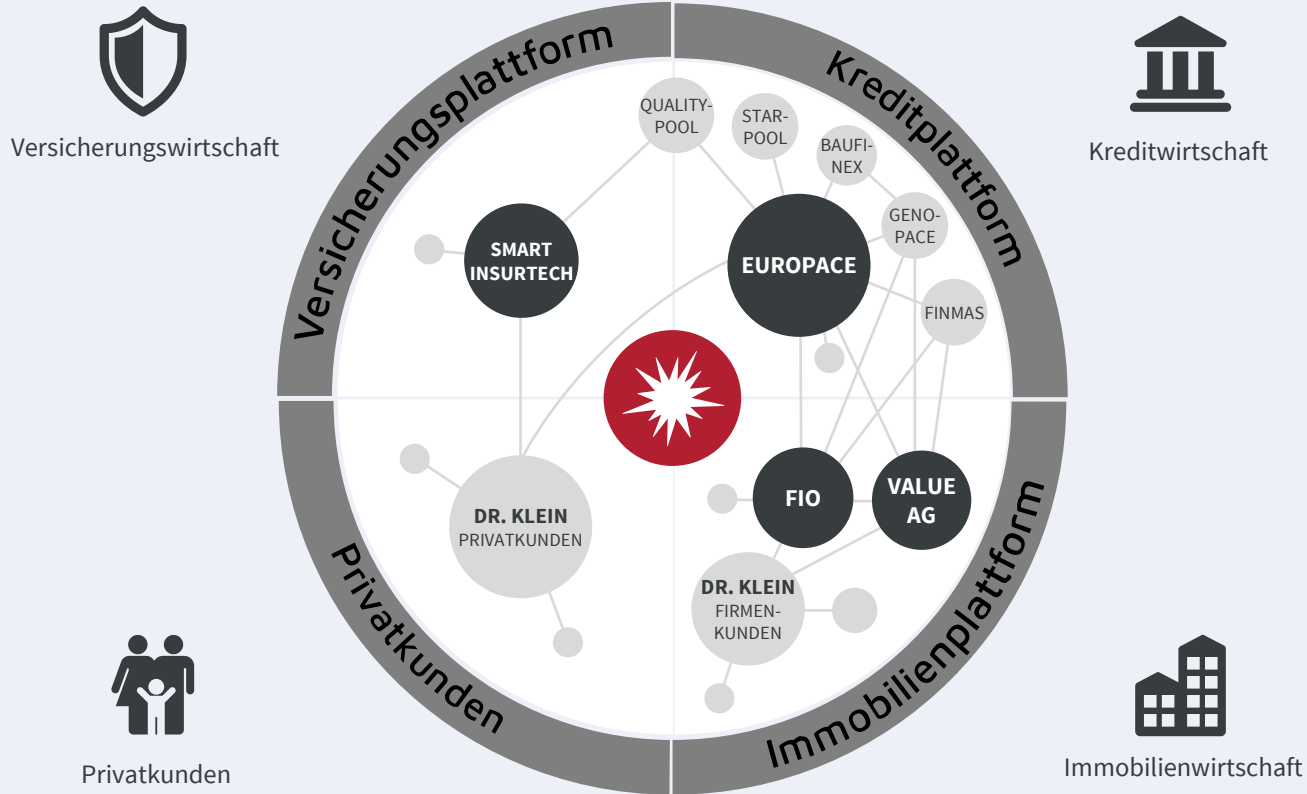 Versicherungswirtschaft
Kreditwirtschaft
Versicherungsplattform
Kreditplattform
QUALITY-
POOL
STAR-
POOL
BAUFI-
NEX
GENO-
PACE
SMART
INSURTECH
EUROPACE
FINMAS
FIO
VALUE
AG
DR. KLEIN
PRIVATKUNDEN
DR. KLEIN
FIRMEN-
KUNDEN
Privatkunden
Immobilienplattform
Privatkunden
Immobilienwirtschaft